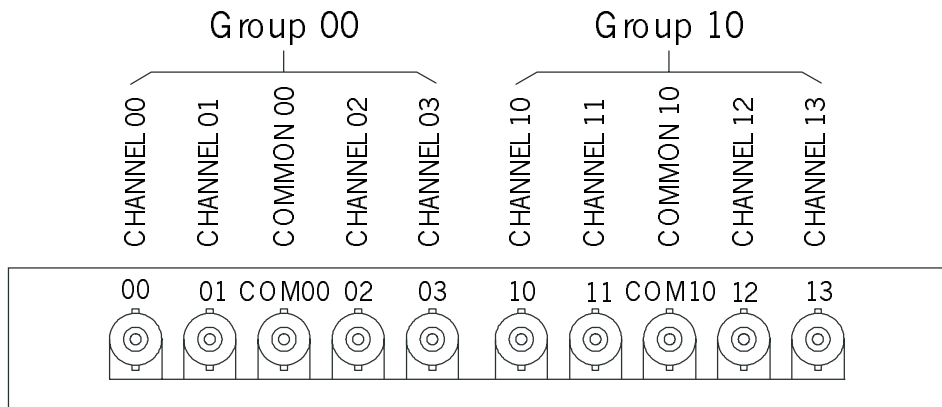 Group 00 Group 10
CHANNEL 00
CHANNEL 01
COMMON 00
CHANNEL 02
CHANNEL 03
CHANNEL 10
CHANNEL 11
COMMON 10
CHANNEL 12
CHANNEL 13
00 01 COM00 02 03 10 11 COM10 12 13